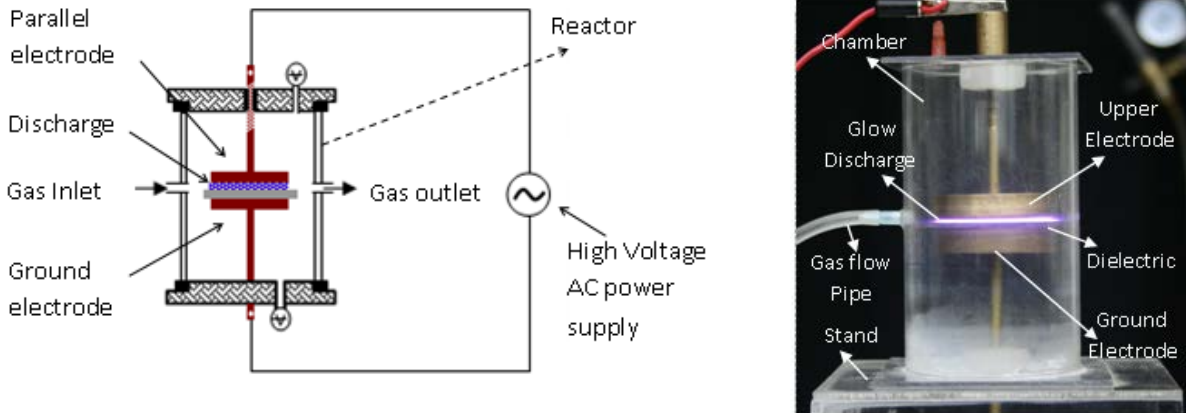 Parallel
electrode
Discharge
Gas Inlet
Ground
electrode
Reactor
Gas outlet
High Voltage
AC power
supply
Chamber
Glow
Discharge
Gas flow
Pipe
Stand
Upper
Electrode
Dielectric
Ground
Electrode